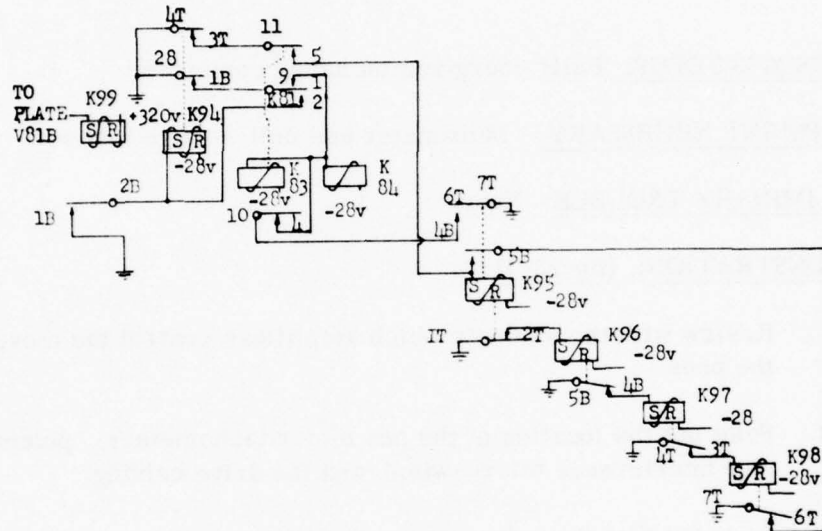 4T
11
3T
5
28
9
1
1B
K81
2
TO
PLATE
V81B
K99
+320v
K94
S R
S R
-28v
K
83
K
84
-28v
-28v
2B
1B
10
4
6T
7T
4B
5B
S R
K95
-28v
1T
2T
S R
K96
-28v
5B
4B
K97
S R
-28
4T
3T
K98
S R
-28v
7T
6T